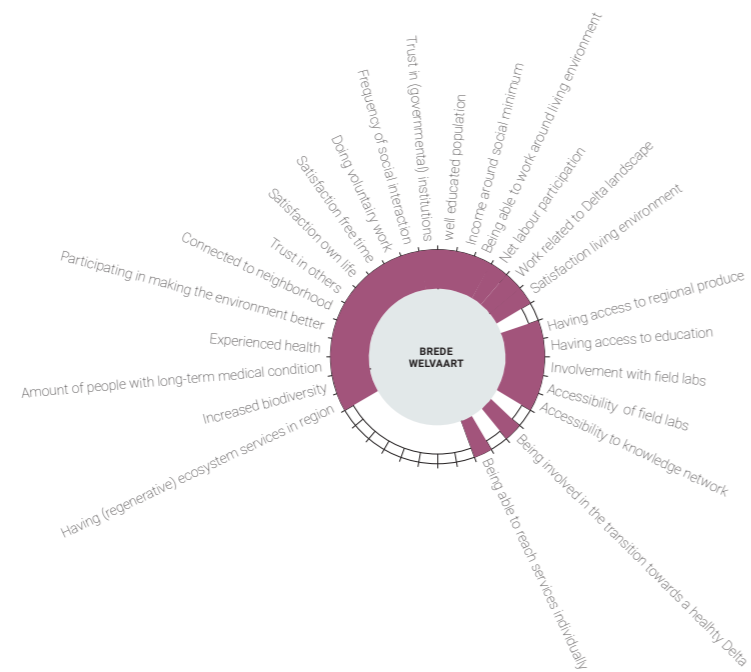 Having (regenerative) ecosystem services in region
Increased biodiversity
Amount of people with long-term medical condition
Experienced health
Participating in making the environment better
Connected to neighborhood
Trust in others
Satisfaction own life
Satisfaction free time
Doing voluntairy work
Frequency of social interaction
Trust in (governmental) institutions
well educated population
Income around social minimum
Being able to work around living environment
Net labour participation
Work related to Delta landscape
Satisfaction living environment
Having access to regional produce
Having access to education
Involvement with field labs
Accessibility of field labs
Accessibility to knowledge network
Being involved in the transition towards a healhty Delta
Being able to reach services individually
BREDE
WELVAART